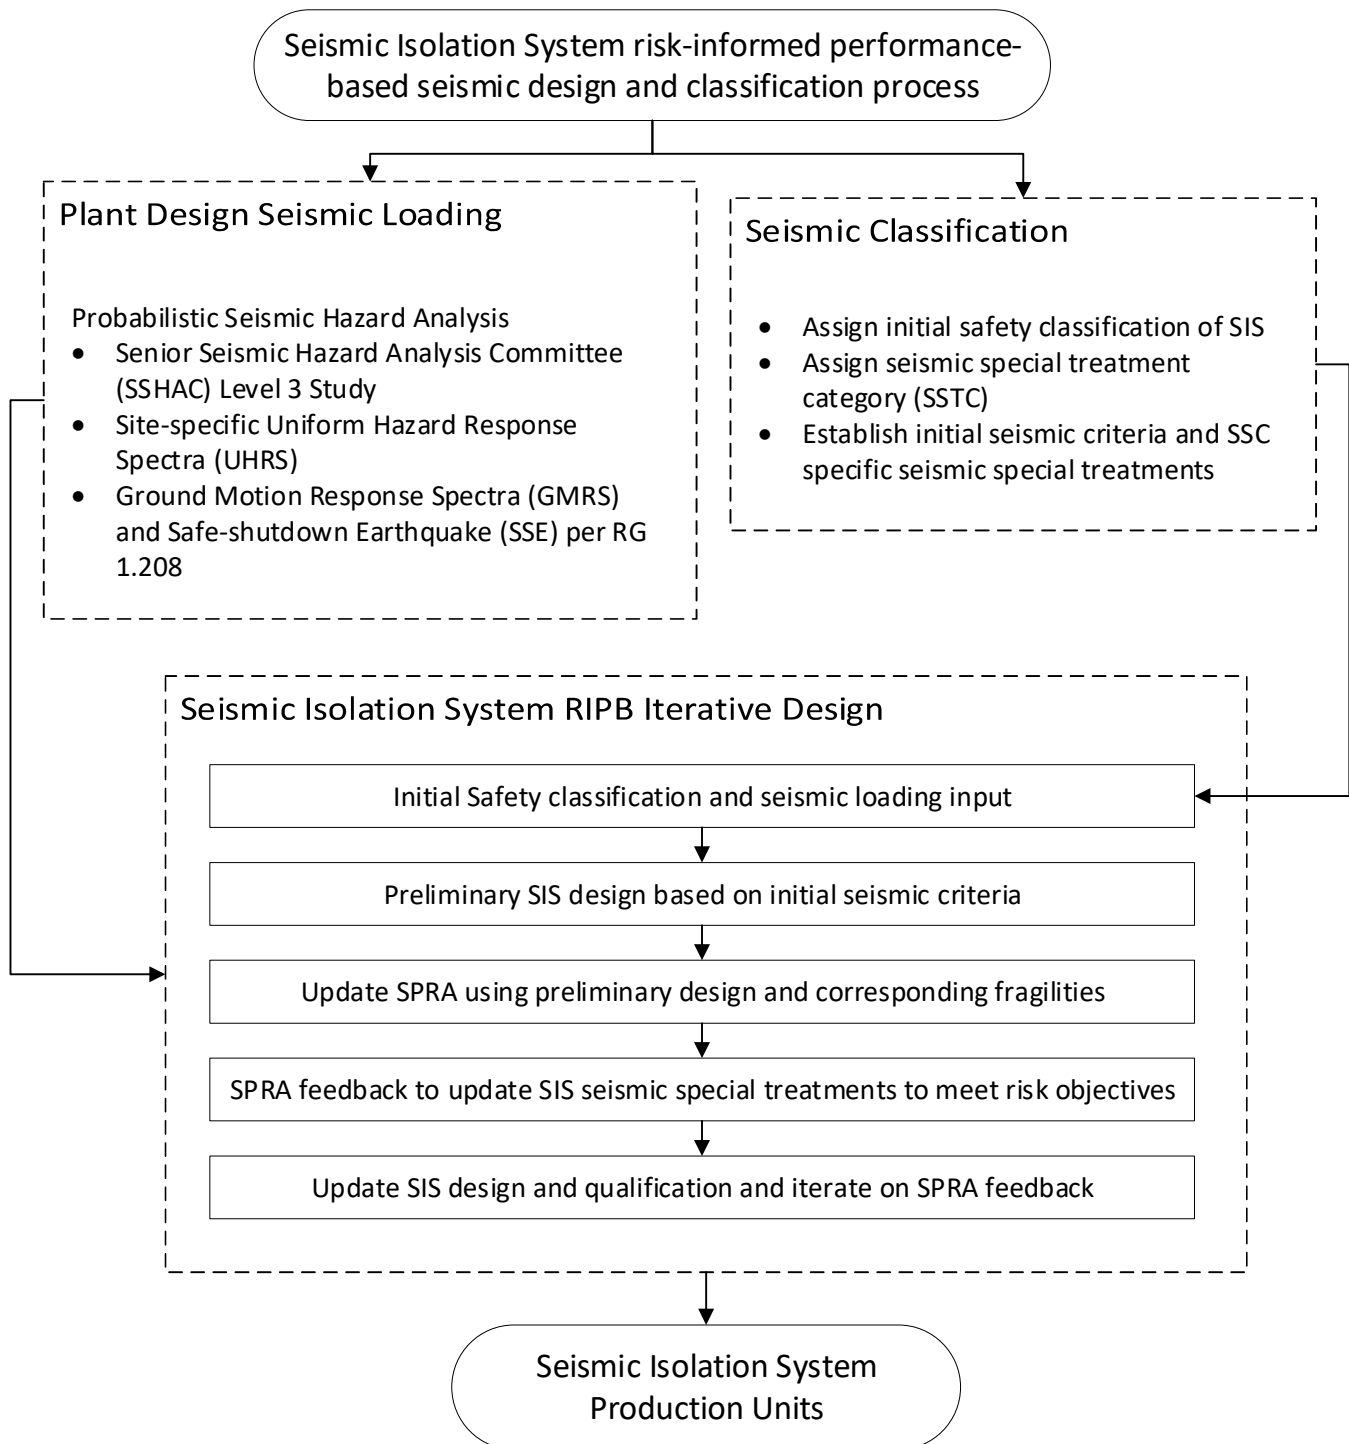 Seismic Isolation System risk-informed performance-
based seismic design and classification process
Plant Design Seismic Loading
Probabilistic Seismic Hazard Analysis
• Senior Seismic Hazard Analysis Committee
(SSHAC) Level 3 Study
• Site-specific Uniform Hazard Response
Spectra (UHRS)
• Ground Motion Response Spectra (GMRS)
and Safe-shutdown Earthquake (SSE) per RG
1.208
Seismic Classification
• Assign initial safety classification of SIS
• Assign seismic special treatment
category (SSTC)
• Establish initial seismic criteria and SSC
specific seismic special treatments
Seismic Isolation System RIPB Iterative Design
Initial Safety classification and seismic loading input
Preliminary SIS design based on initial seismic criteria
Update SPRA using preliminary design and corresponding fragilities
SPRA feedback to update SIS seismic special treatments to meet risk objectives
Update SIS design and qualification and iterate on SPRA feedback
Seismic Isolation System
Production Units